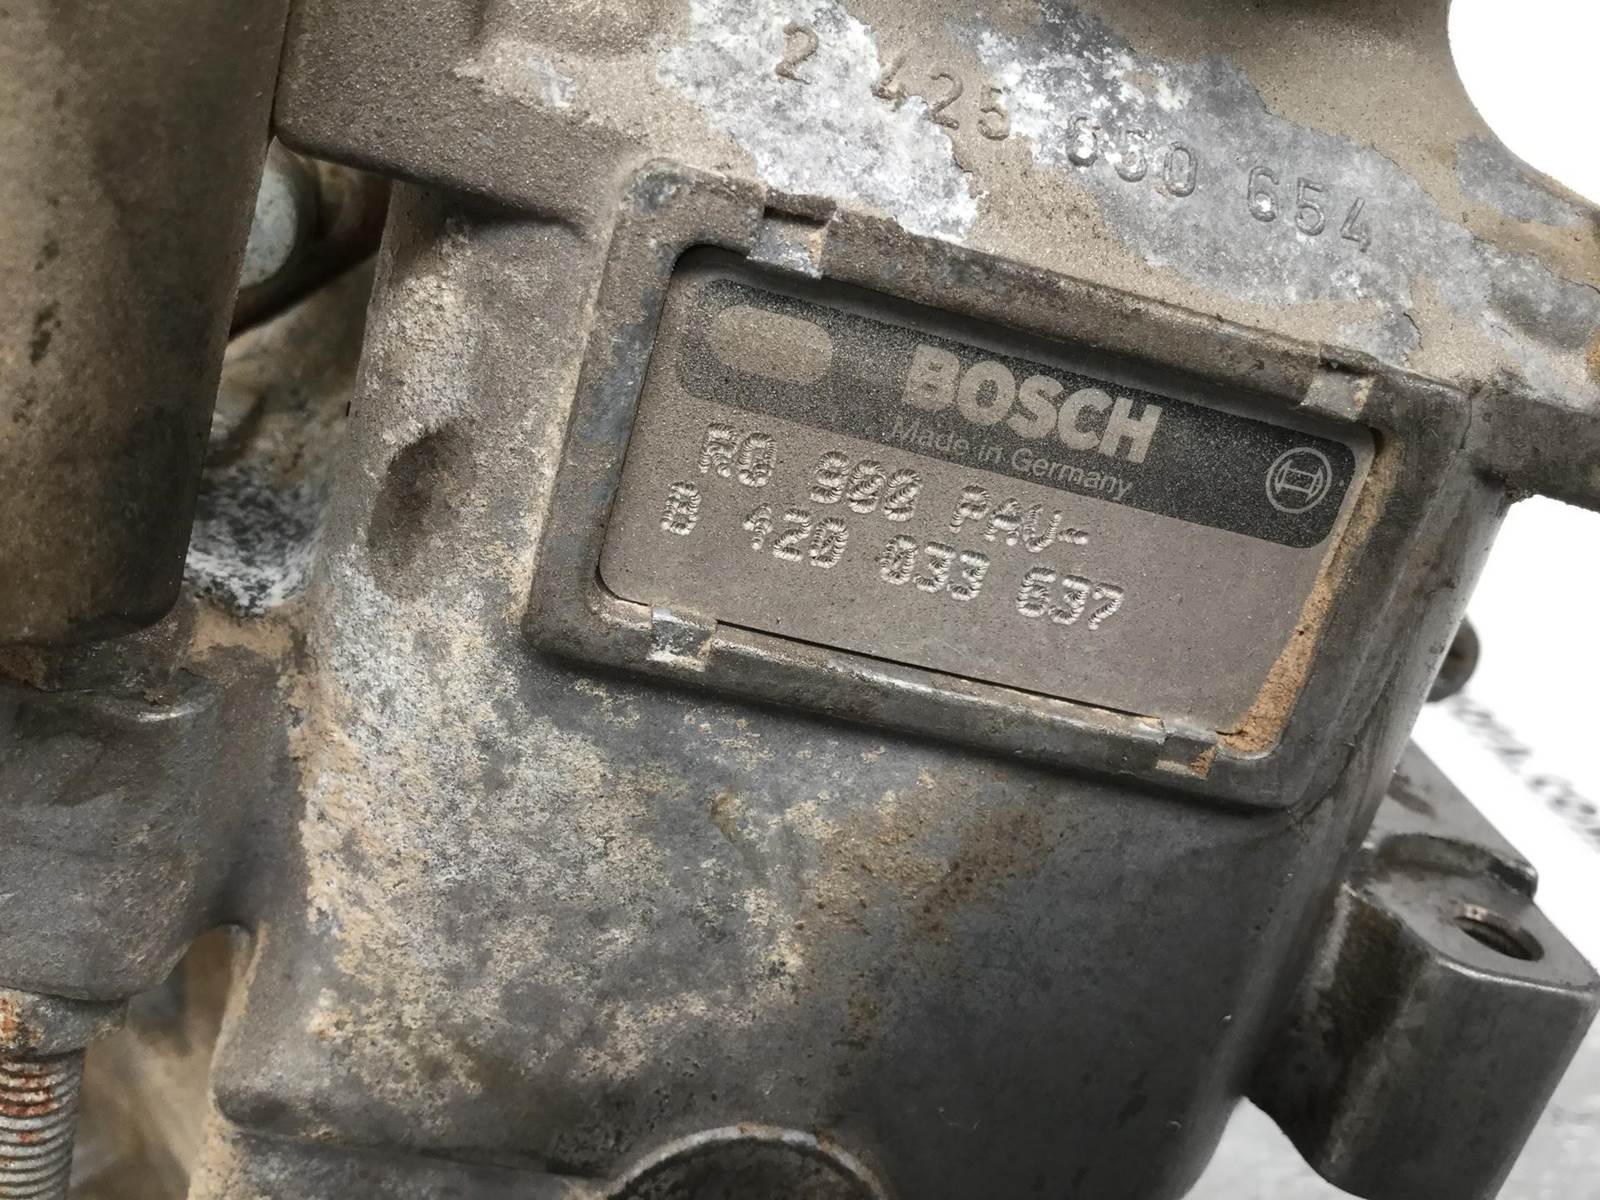 2 425 650 654
BOSCH
Made in Germany
RQ 900 PAV-
0 420 033 637